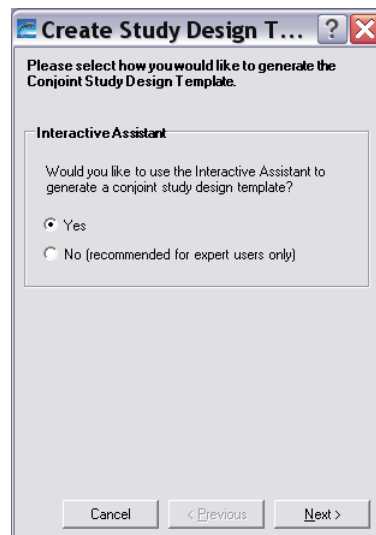 Create Study Design T...
Please select how you would like to generate the
Conjoint Study Design Template.
Interactive Assistant
Would you like to use the Interactive Assistant to
generate a conjoint study design template?
Yes
No (recommended for expert users only)
Cancel
< Previous
Next >